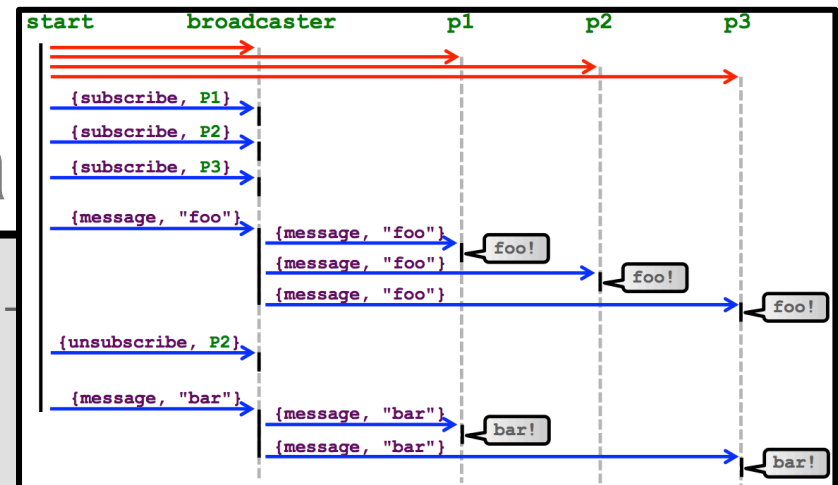 start broadcaster p1 p2 p3
{subscribe, P1}
{subscribe, P2}
{subscribe, P3}
{message, "foo"}
{message, "foo"}
foo!
{message, "foo"}
foo!
{message, "foo"}
foo!
{unsubscribe, P2}
{message, "bar"}
{message, "bar"}
bar!
{message, "bar"}
bar!